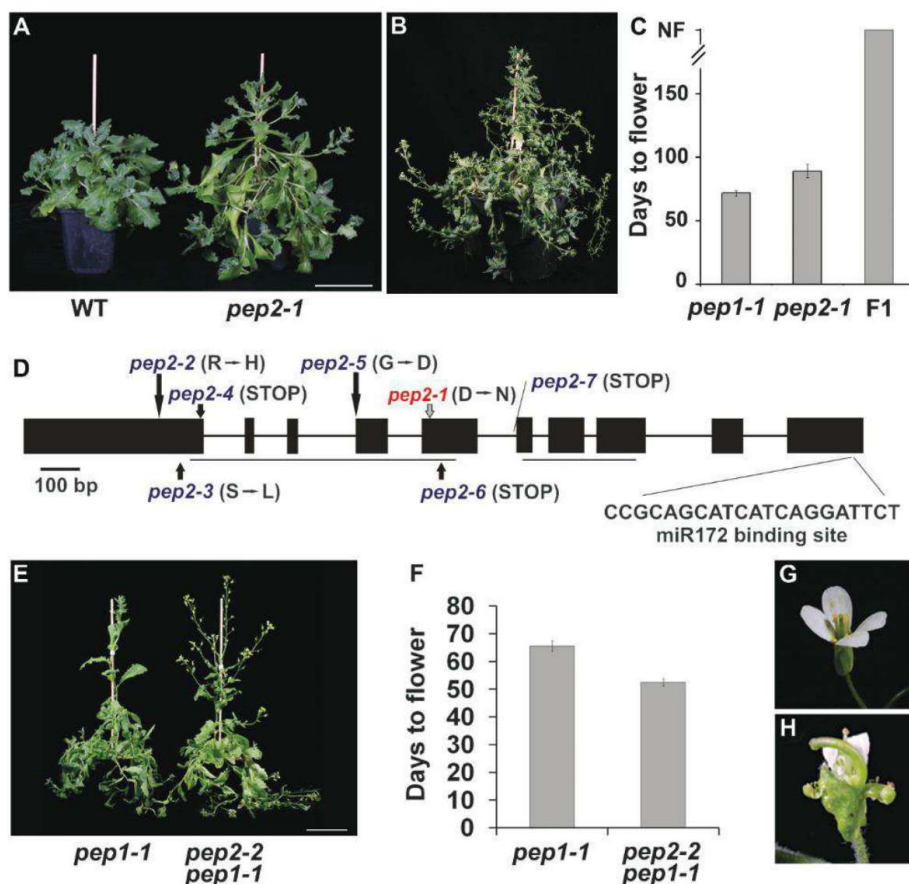 A
WT
pep2-1
B
C
Days to flower
NF
150
100
50
0
pep1-1
pep2-1
F1
D
pep2-2 (R→H)
pep2-4 (STOP)
pep2-5 (G→D)
pep2-1 (D→N)
pep2-7 (STOP)
100 bp
pep2-3 (S→L)
pep2-6 (STOP)
CCGCAGCATCATCAGGATTCT
miR172 binding site
E
pep1-1
pep2-2
pep1-1
F
Days to flower
80
70
60
50
40
30
20
10
0
pep1-1
pep2-2
pep1-1
G
H